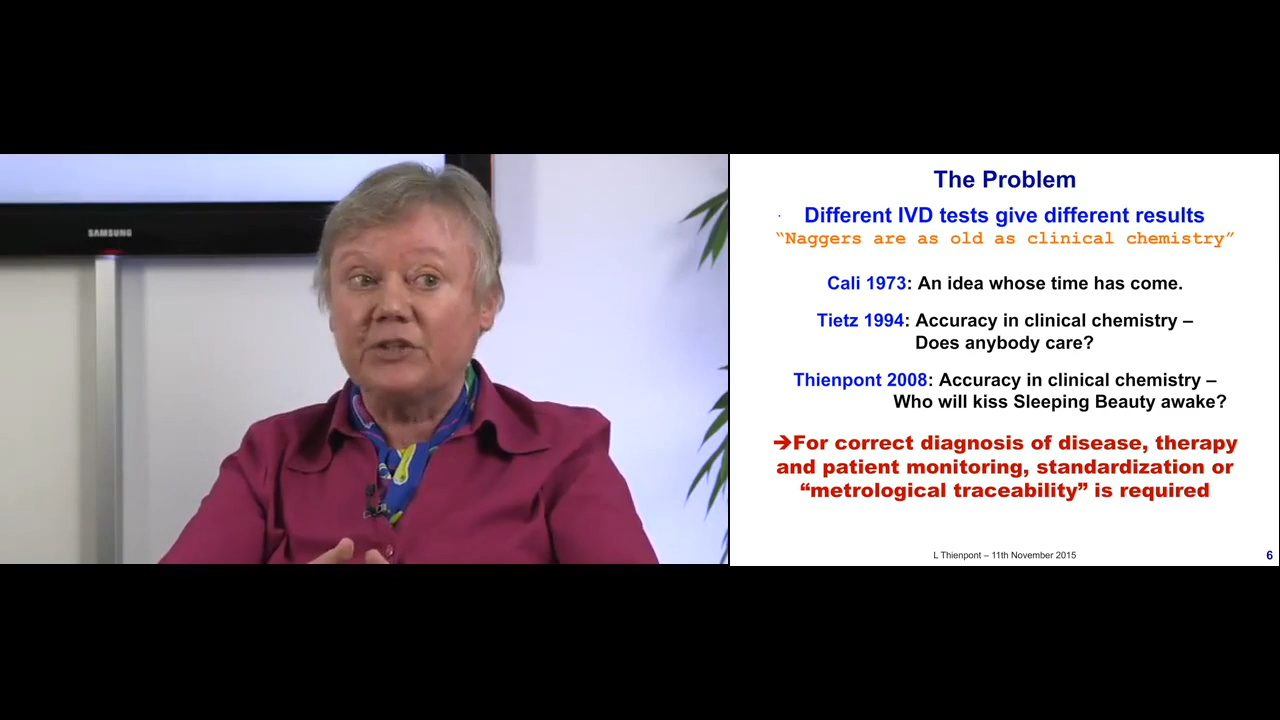 SAMSUNG
The Problem
· Different IVD tests give different results
“Naggers are as old as clinical chemistry”
Cali 1973: An idea whose time has come.
Tietz 1994: Accuracy in clinical chemistry –
Does anybody care?
Thienpont 2008: Accuracy in clinical chemistry –
Who will kiss Sleeping Beauty awake?
➔For correct diagnosis of disease, therapy
and patient monitoring, standardization or
“metrological traceability” is required
L Thienpont – 11th November 2015
6